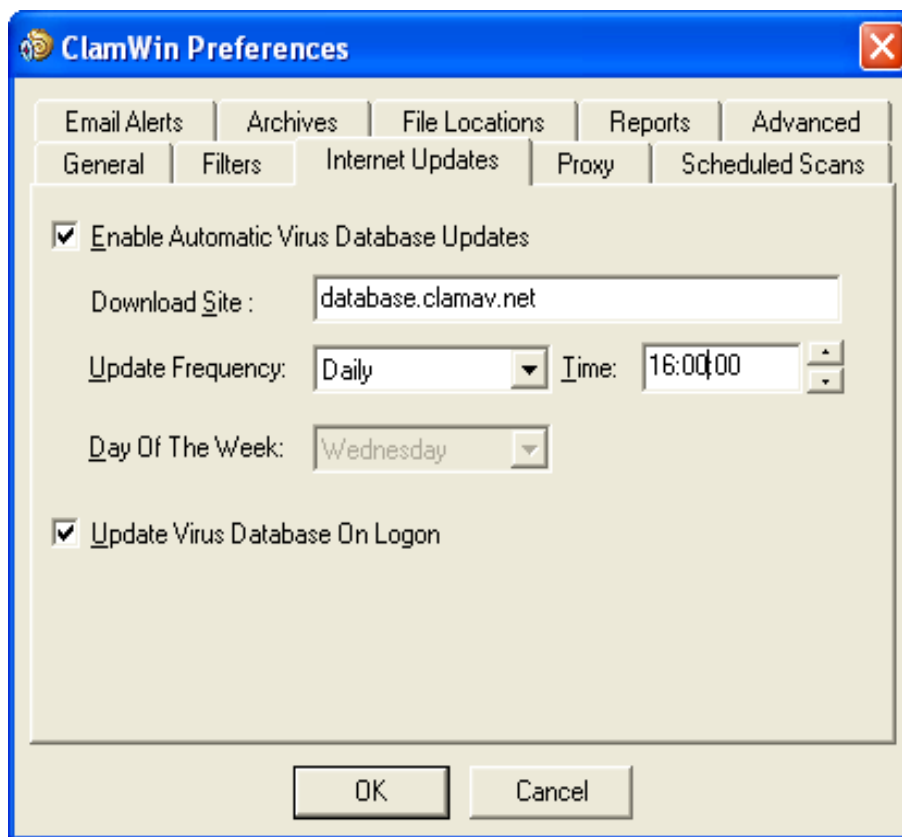 ClamWin Preferences
Email Alerts Archives File Locations Reports Advanced
General Filters Internet Updates Proxy Scheduled Scans
Enable Automatic Virus Database Updates
Download Site : database.clamav.net
Update Frequency: Daily Time: 16:00:00
Day Of The Week: Wednesday
Update Virus Database On Logon
OK Cancel